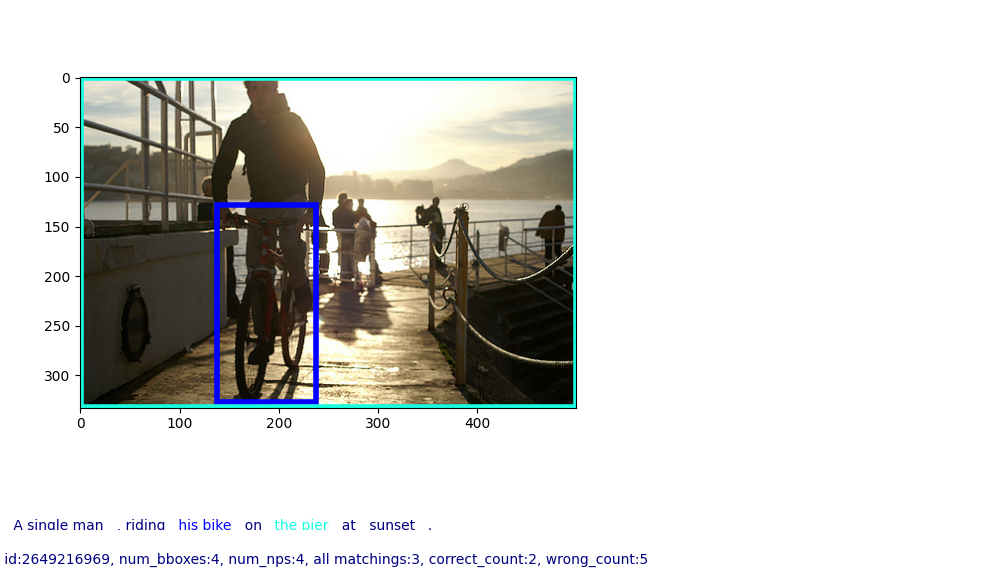 0
50
100
150
200
250
300
0 100 200 300 400
A single man . riding his bike on the pier at sunset .
id:2649216969, num_bboxes:4, num_nps:4, all matchings:3, correct_count:2, wrong_count:5